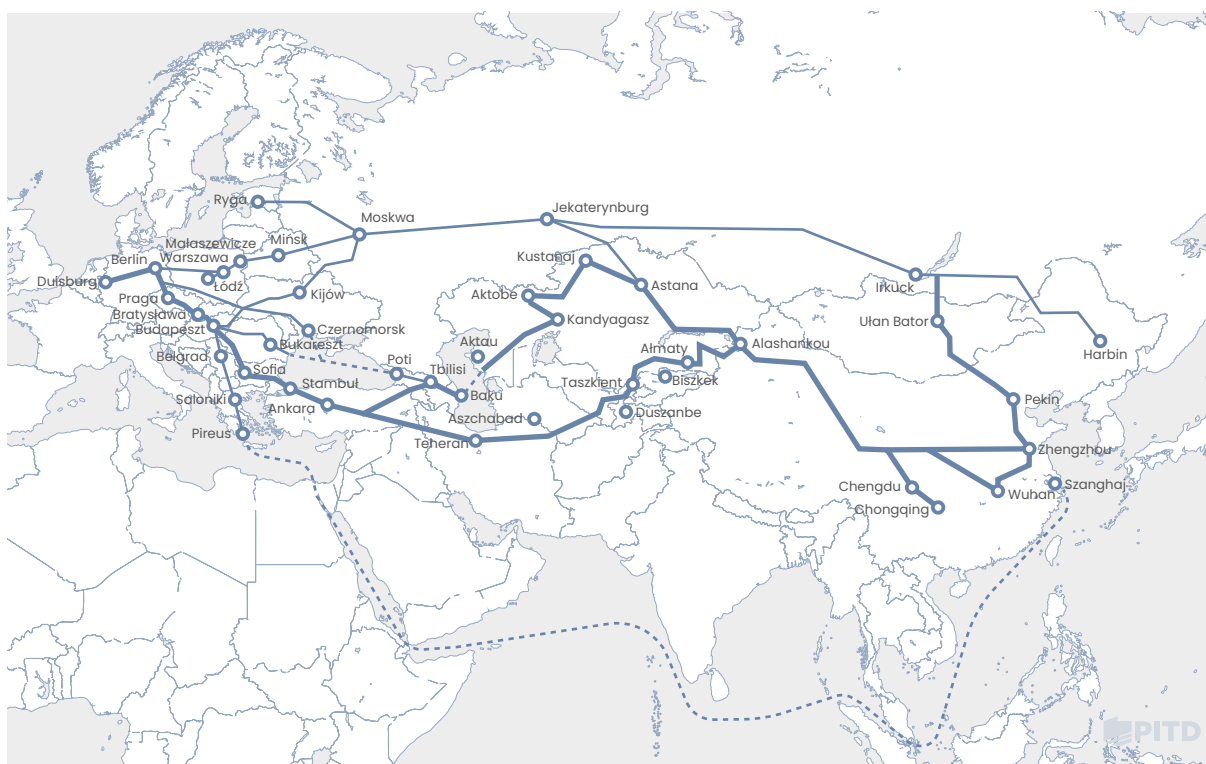 Ryga
Moskwa
Jekaterynburg
Małaszewicze
Mińsk
Berlin
Warszawa
Kustanaj
Duisburg
Łódź
Astana
Irkuck
Praga
Kijów
Aktobe
Bratysława
Kandyagasz
Ułan Bator
Budapeszt
Czernomorsk
Bukareszt
Aktau
Alashankou
Harbin
Belgrad
Ałmaty
Poti
Sofia
Tbilisi
Stambuł
Taszkient
Biszkek
Saloniki
Ankara
Baku
Pekin
Aszchabad
Duszanbe
Pireus
Teheran
Zhengzhou
Chengdu
Szanghaj
Wuhan
Chongqing
PITD